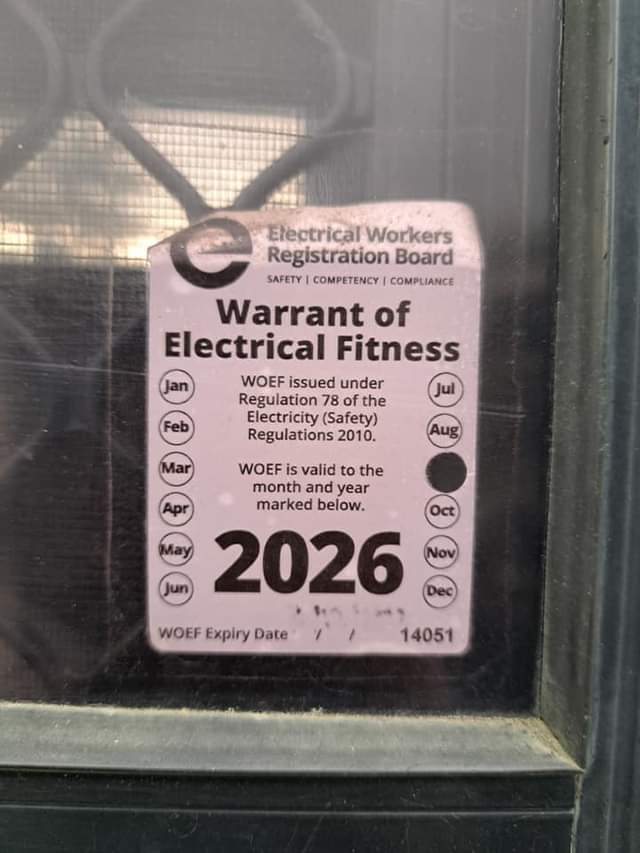 Electrical Workers
Registration Board
SAFETY | COMPETENCY | COMPLIANCE
Warrant of
Electrical Fitness
Jan
Feb
Mar
Apr
May
Jun
WOEF issued under
Regulation 78 of the
Electricity (Safety)
Regulations 2010.
WOEF is valid to the
month and year
marked below.
2026
Jul
Aug
Oct
Nov
Dec
WOEF Expiry Date / / 14051